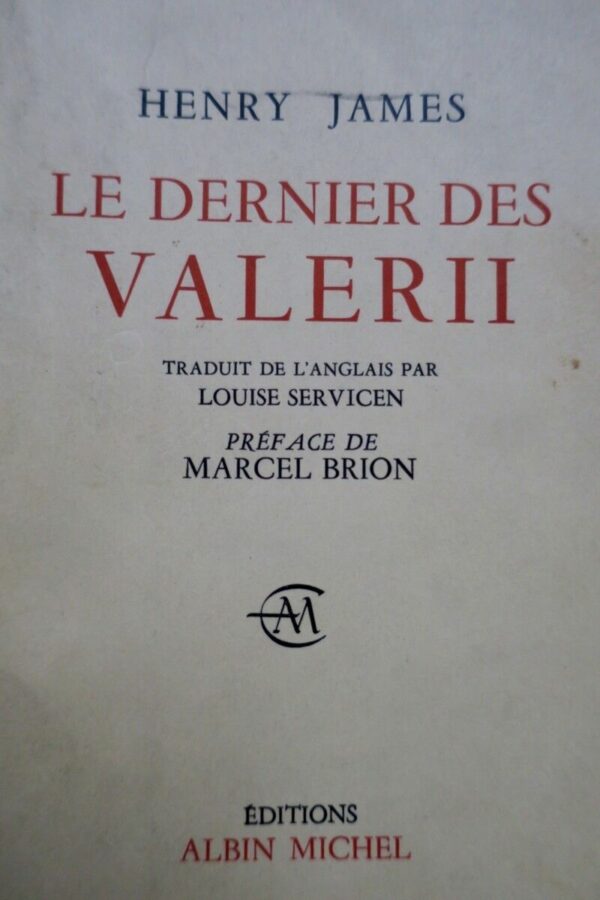 HENRY JAMES
LE DERNIER DES
VALERII
TRADUIT DE L'ANGLAIS PAR
LOUISE SERVICEN
PRÉFACE DE
MARCEL BRION
AM
ÉDITIONS
ALBIN MICHEL